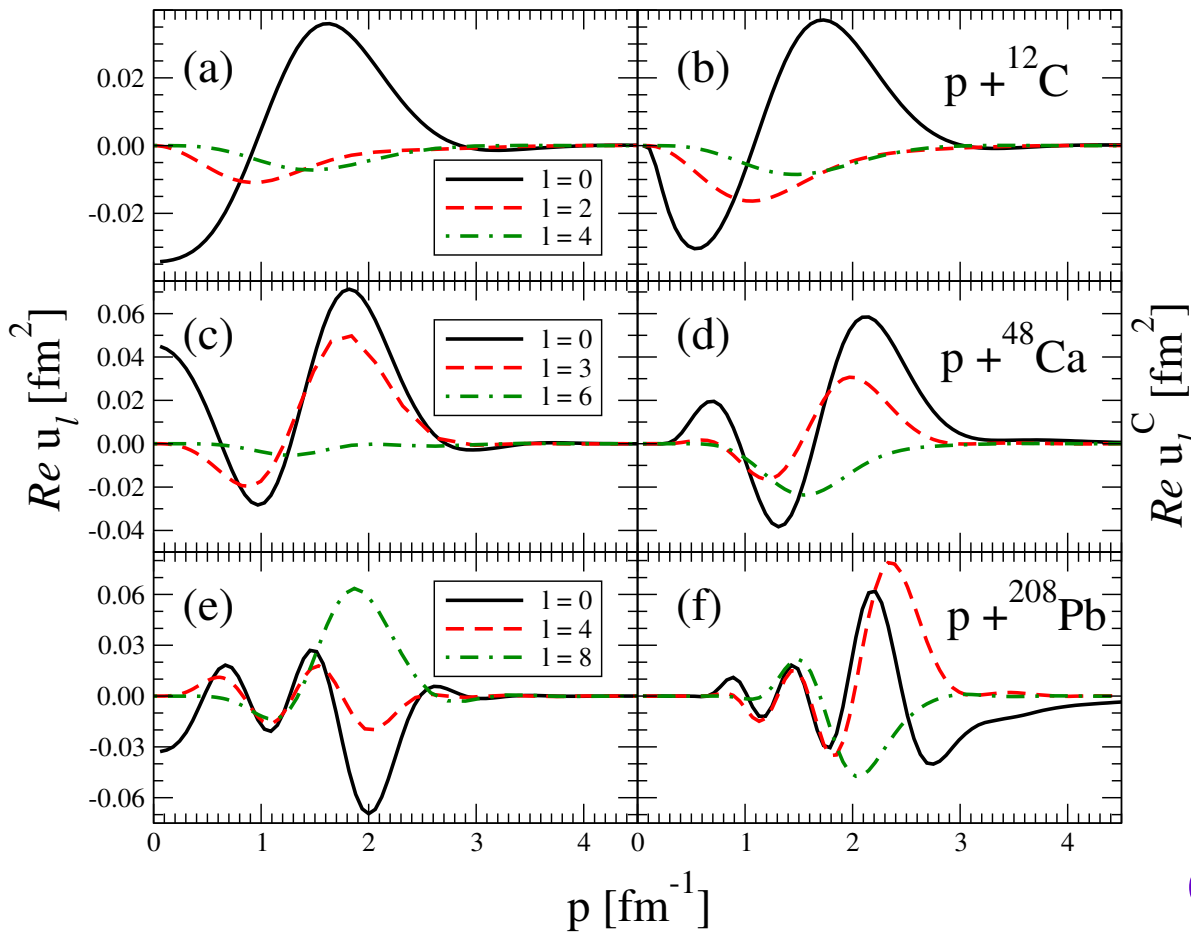 (a)
0.02
0.00
-0.02
l = 0
l = 2
l = 4
(b)
p + ¹²C
(c)
0.06
0.04
0.02
0.00
-0.02
-0.04
l = 0
l = 3
l = 6
(d)
p + ⁴⁸Ca
(e)
0.06
0.03
0.00
-0.03
-0.06
l = 0
l = 4
l = 8
(f)
p + ²⁰⁸Pb
0 1 2 3 4
0 1 2 3 4
p [fm⁻¹]
Re u_l [fm²]
Re u_l^C [fm²]